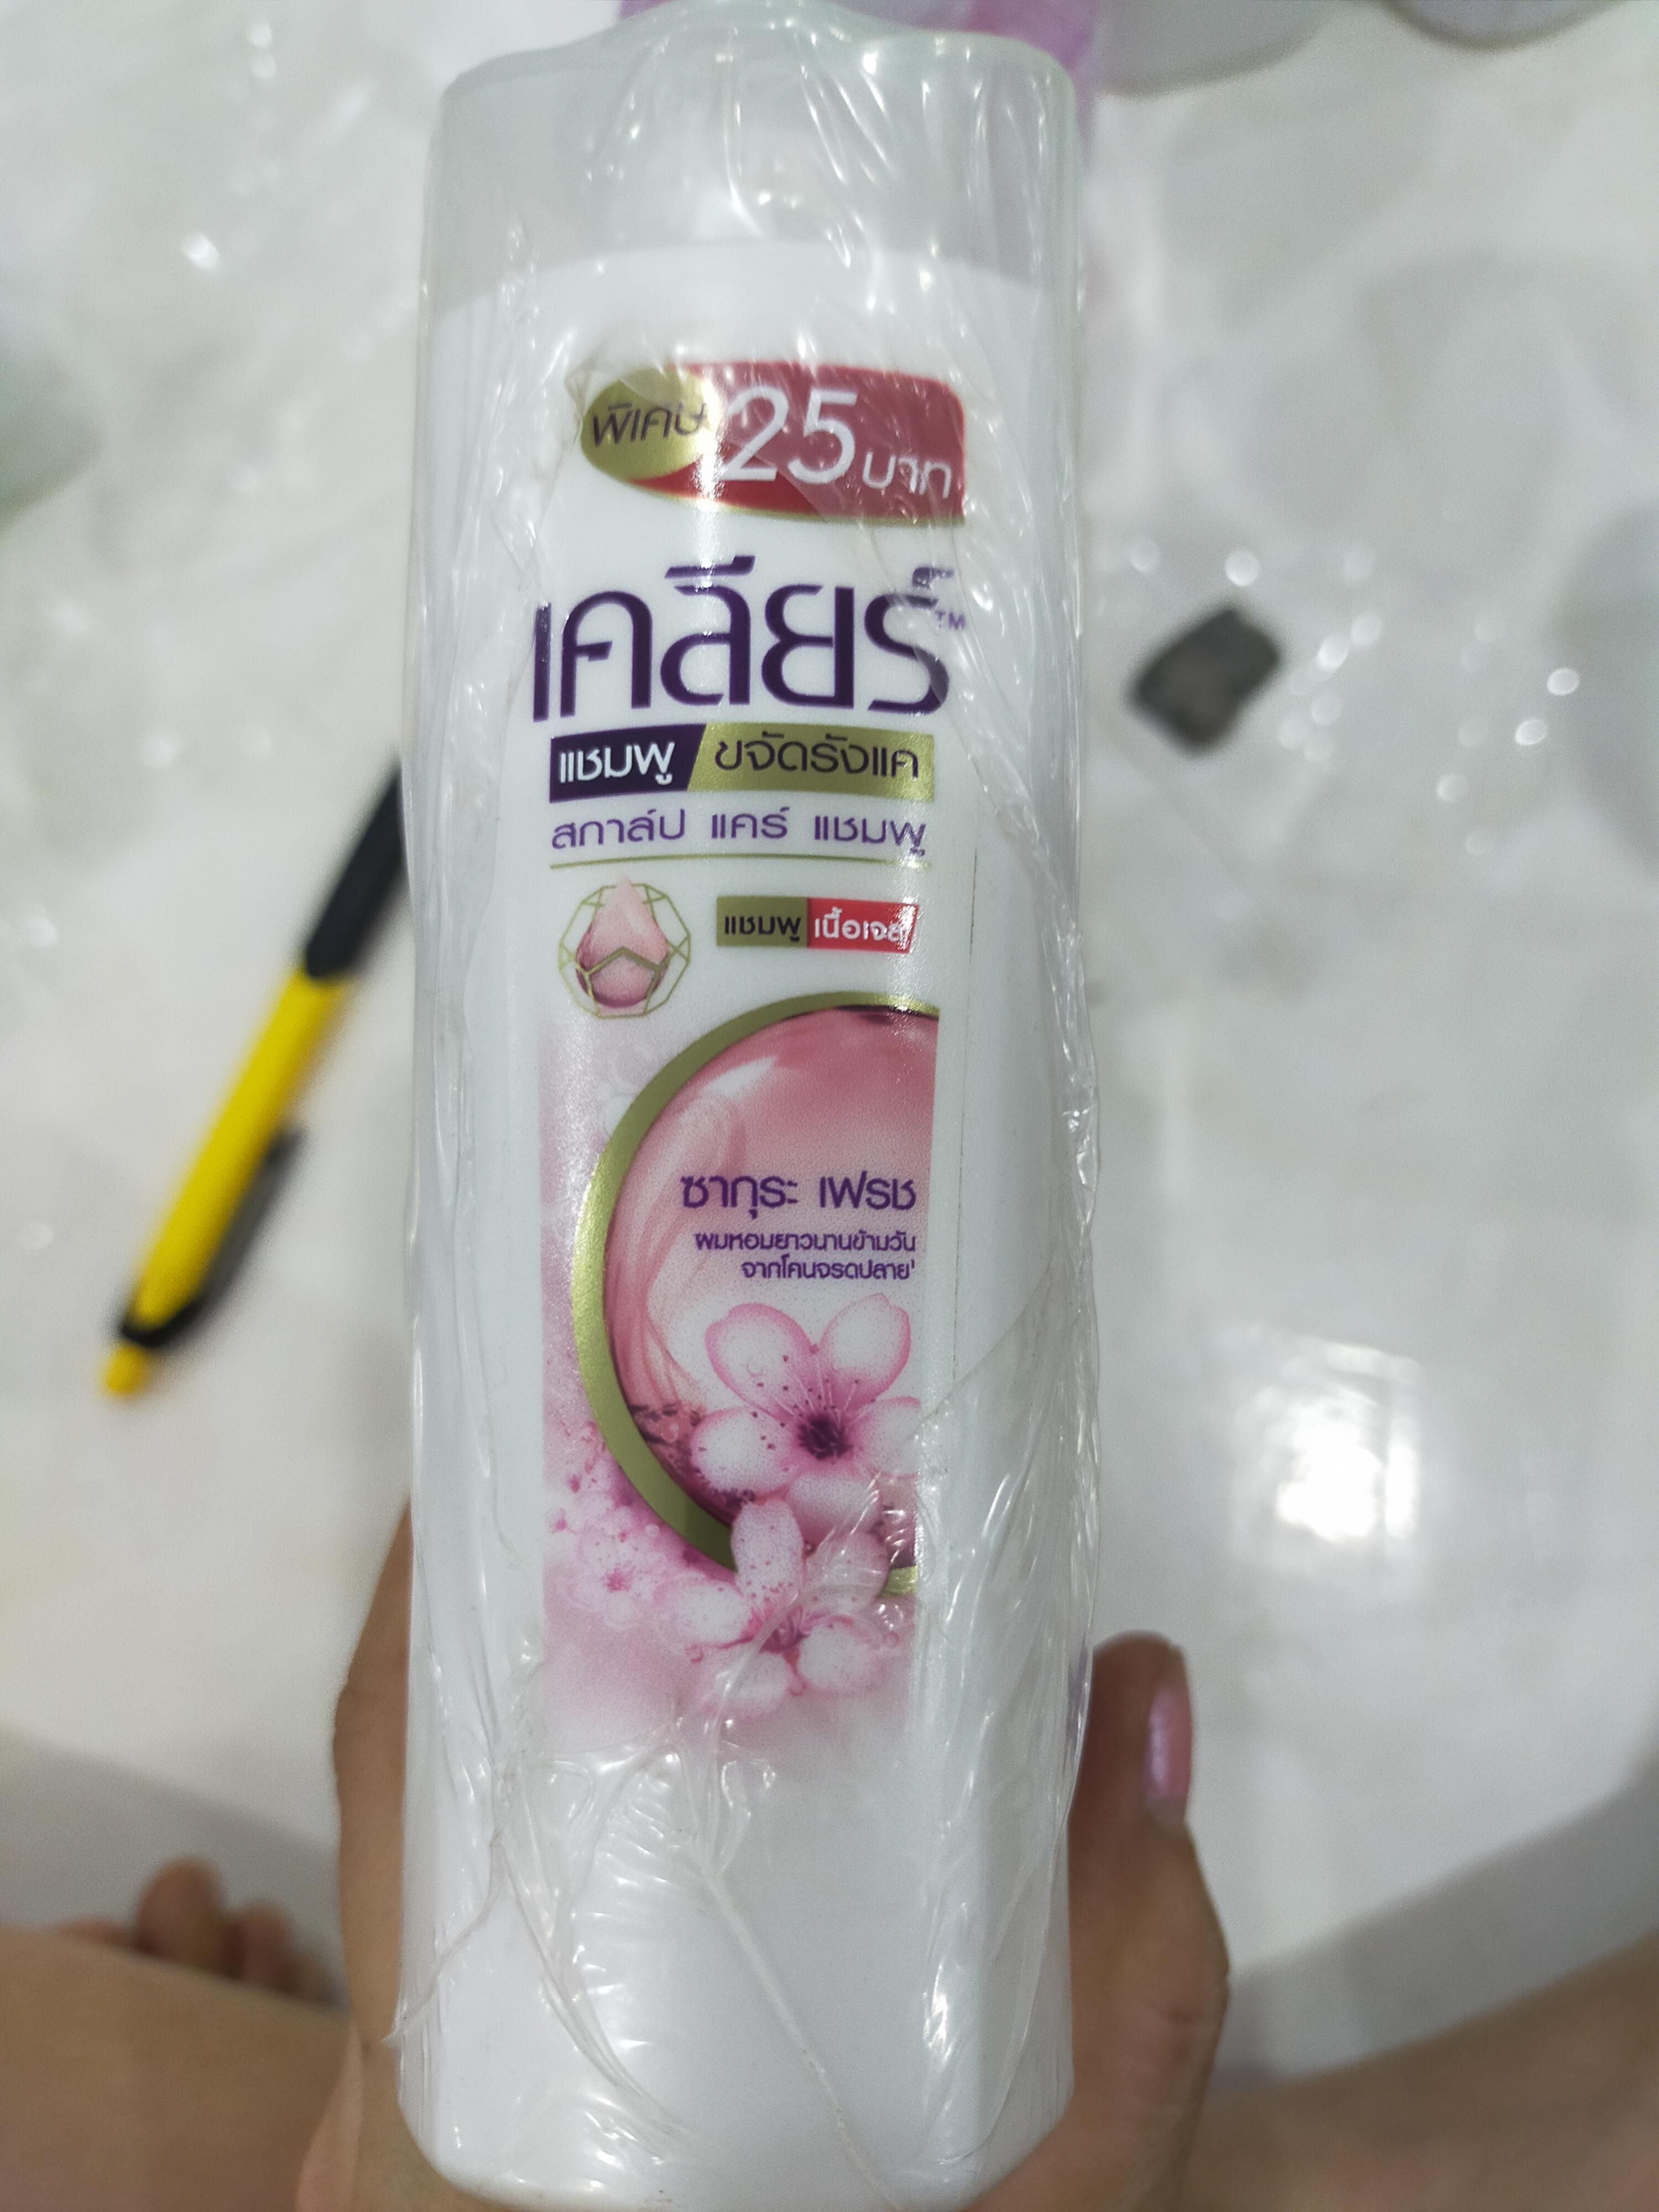 พิเศษ 25 บาท
เคลียร์™
แชมพู ขจัดรังแค
สกาล์ป แคร์ แชมพู
แชมพู เนื้อเจล
ซากุระ เฟรช
ผมหอมยาวนานข้ามวัน
จากโคนจรดปลาย¹